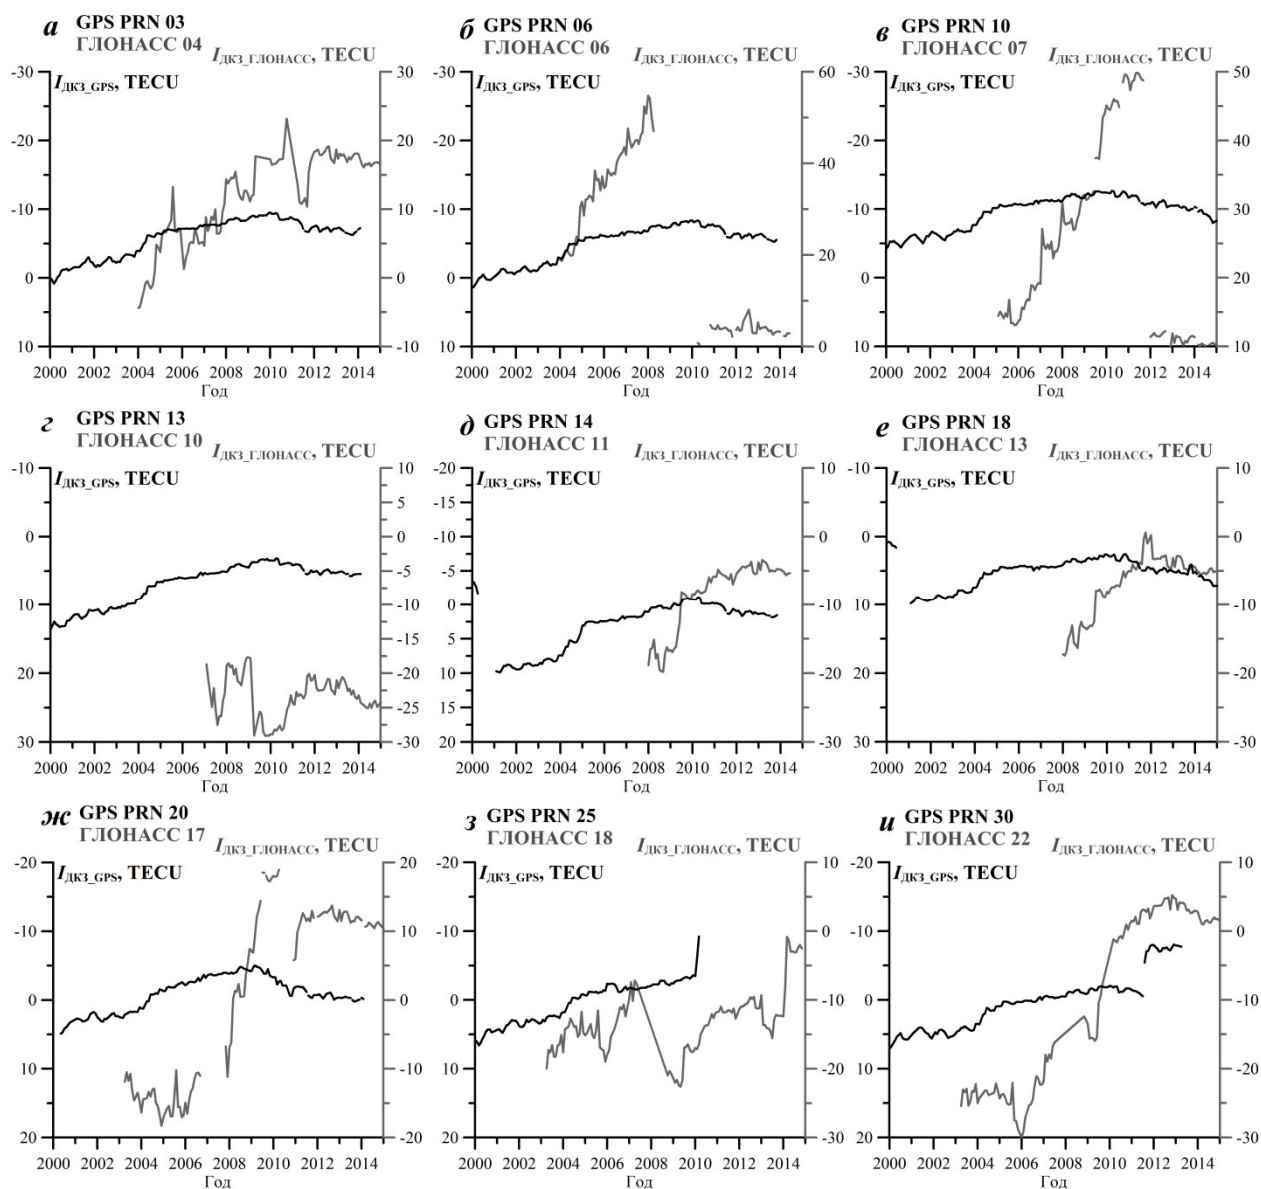 а GPS PRN 03
ГЛОНАСС 04
IДКЗ_ГЛОНАСС, TECU
IДКЗ_GPS, TECU
-30 30
-20 20
-10 10
0 0
10 -10
2000 2002 2004 2006 2008 2010 2012 2014
Год
б GPS PRN 06
ГЛОНАСС 06
IДКЗ_ГЛОНАСС, TECU
IДКЗ_GPS, TECU
-30 60
-20 40
-10
0 20
10 0
2000 2002 2004 2006 2008 2010 2012 2014
Год
в GPS PRN 10
ГЛОНАСС 07
IДКЗ_ГЛОНАСС, TECU
IДКЗ_GPS, TECU
-30 50
-20 40
-10 30
0 20
10 10
2000 2002 2004 2006 2008 2010 2012 2014
Год
г GPS PRN 13
ГЛОНАСС 10
IДКЗ_ГЛОНАСС, TECU
IДКЗ_GPS, TECU
-10 10
5
0 0
-5
10 -10
-15
20 -20
-25
30 -30
2000 2002 2004 2006 2008 2010 2012 2014
Год
д GPS PRN 14
ГЛОНАСС 11
IДКЗ_ГЛОНАСС, TECU
IДКЗ_GPS, TECU
-20 10
-15
-10 0
-5
0 -10
5
10 -20
15
20 -30
2000 2002 2004 2006 2008 2010 2012 2014
Год
е GPS PRN 18
ГЛОНАСС 13
IДКЗ_ГЛОНАСС, TECU
IДКЗ_GPS, TECU
-10 10
0 0
10 -10
20 -20
30 -30
2000 2002 2004 2006 2008 2010 2012 2014
Год
ж GPS PRN 20
ГЛОНАСС 17
IДКЗ_ГЛОНАСС, TECU
IДКЗ_GPS, TECU
-20 20
-10 10
0 0
10 -10
20 -20
2000 2002 2004 2006 2008 2010 2012 2014
Год
з GPS PRN 25
ГЛОНАСС 18
IДКЗ_ГЛОНАСС, TECU
IДКЗ_GPS, TECU
-20 10
-10 0
0 -10
10 -20
20 -30
2000 2002 2004 2006 2008 2010 2012 2014
Год
и GPS PRN 30
ГЛОНАСС 22
IДКЗ_ГЛОНАСС, TECU
IДКЗ_GPS, TECU
-20 10
-10 0
0 -10
10 -20
20 -30
2000 2002 2004 2006 2008 2010 2012 2014
Год